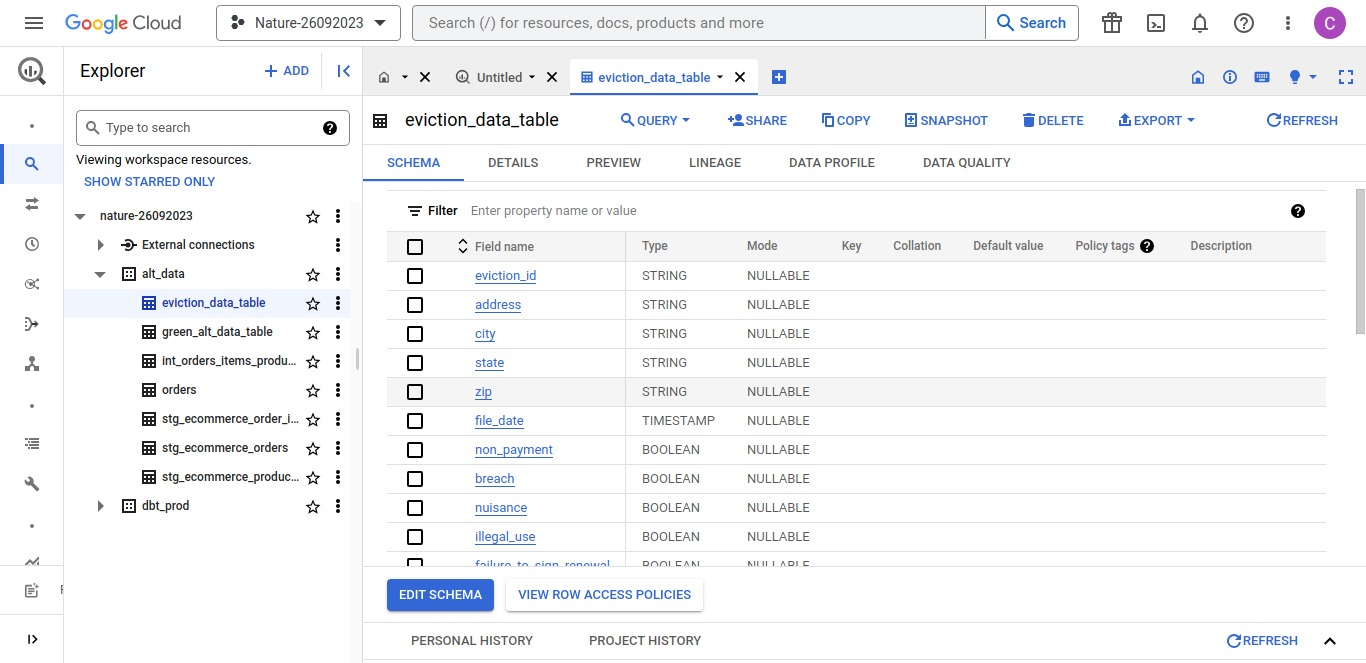 Google Cloud
Nature-26092023
Search (/) for resources, docs, products and more
Search
C
Explorer
ADD
Untitled
eviction_data_table
Type to search
Viewing workspace resources.
SHOW STARRED ONLY
nature-26092023
External connections
alt_data
eviction_data_table
green_alt_data_table
int_orders_items_produ...
orders
stg_ecommerce_order_i...
stg_ecommerce_orders
stg_ecommerce_produc...
dbt_prod
eviction_data_table
QUERY
SHARE
COPY
SNAPSHOT
DELETE
EXPORT
REFRESH
SCHEMA DETAILS PREVIEW LINEAGE DATA PROFILE DATA QUALITY
Filter Enter property name or value
Field name Type Mode Key Collation Default value Policy tags Description
eviction_id STRING NULLABLE
address STRING NULLABLE
city STRING NULLABLE
state STRING NULLABLE
zip STRING NULLABLE
file_date TIMESTAMP NULLABLE
non_payment BOOLEAN NULLABLE
breach BOOLEAN NULLABLE
nuisance BOOLEAN NULLABLE
illegal_use BOOLEAN NULLABLE
failure_to_sign_renewal BOOLEAN NULLABLE
EDIT SCHEMA VIEW ROW ACCESS POLICIES
PERSONAL HISTORY PROJECT HISTORY REFRESH